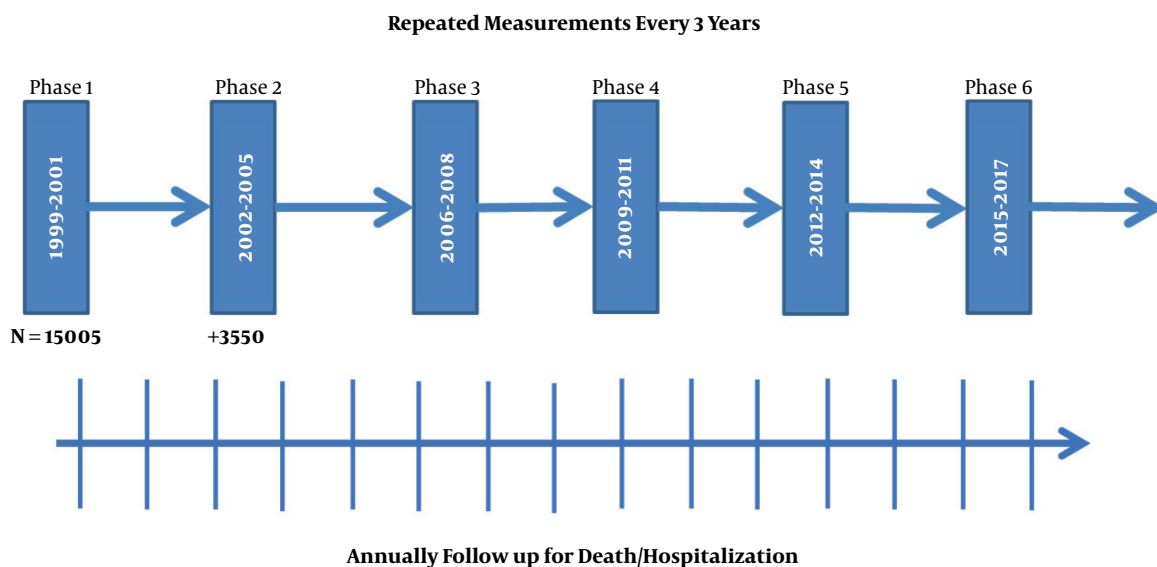 Repeated Measurements Every 3 Years
Phase 1
Phase 2
Phase 3
Phase 4
Phase 5
Phase 6
1999-2001
2002-2005
2006-2008
2009-2011
2012-2014
2015-2017
N = 15005
+3550
Annually Follow up for Death/Hospitalization